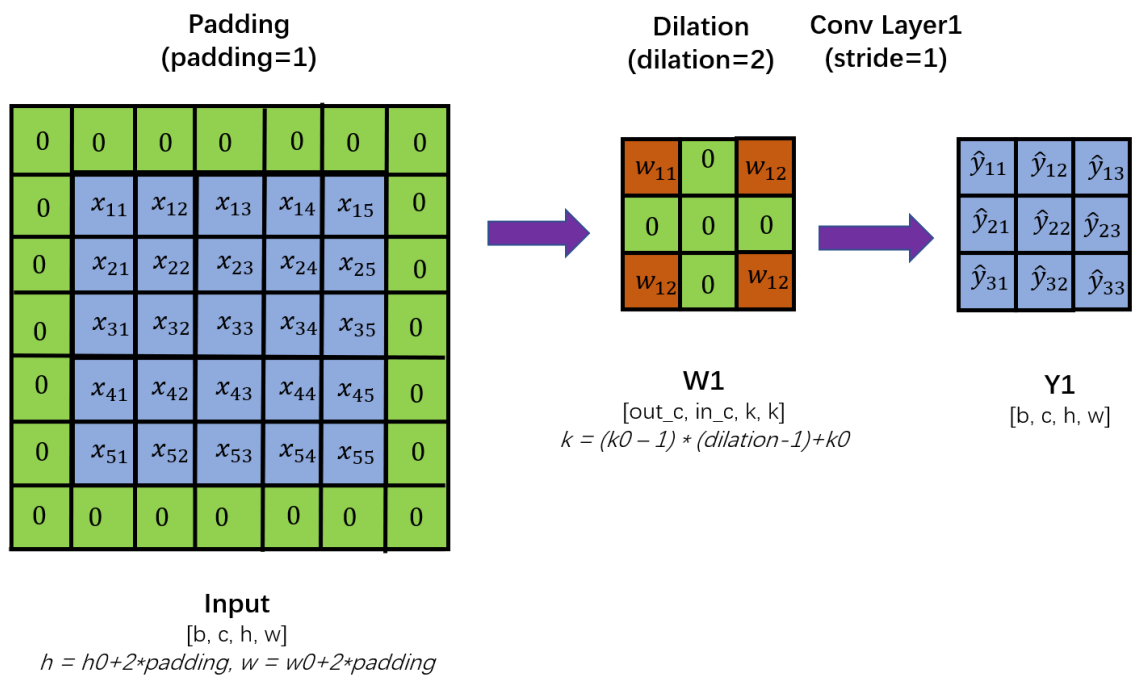 Padding
(padding=1)
Dilation
(dilation=2)
Conv Layer1
(stride=1)
0 0 0 0 0 0 0
0 x₁₁ x₁₂ x₁₃ x₁₄ x₁₅ 0
0 x₂₁ x₂₂ x₂₃ x₂₄ x₂₅ 0
0 x₃₁ x₃₂ x₃₃ x₃₄ x₃₅ 0
0 x₄₁ x₄₂ x₄₃ x₄₄ x₄₅ 0
0 x₅₁ x₅₂ x₅₃ x₅₄ x₅₅ 0
0 0 0 0 0 0 0
w₁₁ 0 w₁₂
0 0 0
w₁₂ 0 w₁₂
ŷ₁₁ ŷ₁₂ ŷ₁₃
ŷ₂₁ ŷ₂₂ ŷ₂₃
ŷ₃₁ ŷ₃₂ ŷ₃₃
W1
[out_c, in_c, k, k]
k = (k0 – 1) * (dilation-1)+k0
Y1
[b, c, h, w]
Input
[b, c, h, w]
h = h0+2*padding, w = w0+2*padding